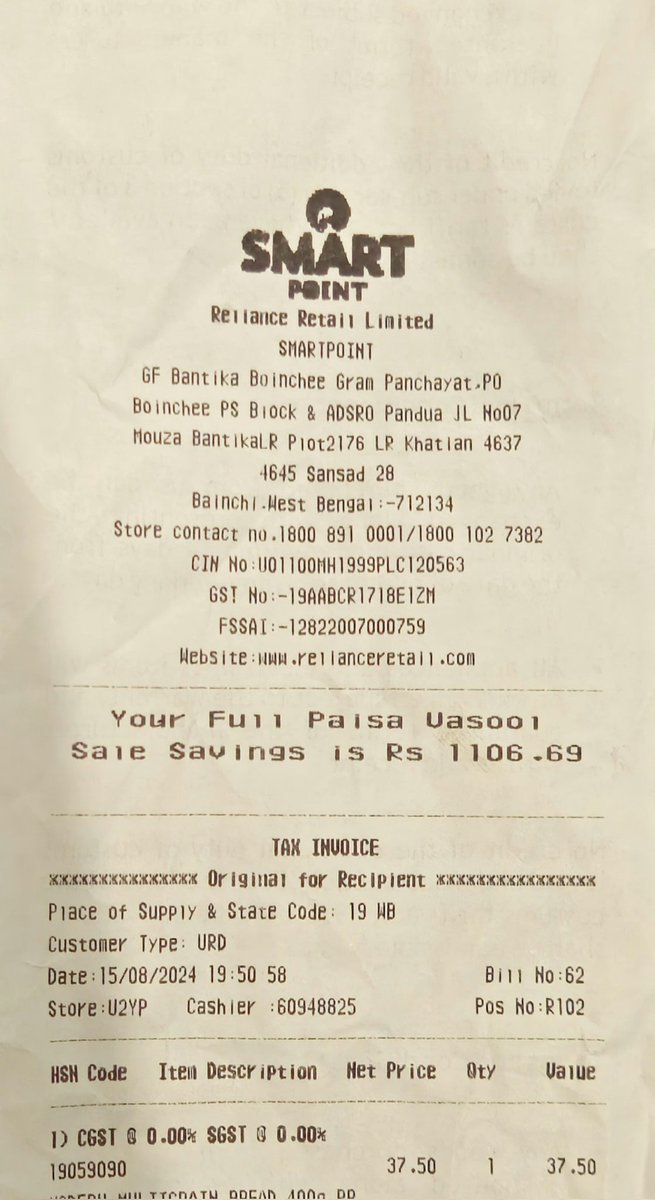 SMART
POINT
Reliance Retail Limited
SMARTPOINT
GF Bantika Boinchee Gram Panchayat.PO
Boinchee PS Block & ADSRO Pandua JL No07
Mouza BantikaLR Plot2176 LR Khatian 4637
4645 Sansad 28
Bainchi.West Bengal:-712134
Store contact no.1800 891 0001/1800 102 7382
CIN No:U01100MH1999PLC120563
GST No:-19AABCR1718E1ZM
FSSAI:-12822007000759
Website:www.relianceretail.com
Your Full Paisa Vasool
Sale Savings is Rs 1106.69
TAX INVOICE
*************** Original for Recipient ****************
Place of Supply & State Code: 19 WB
Customer Type: URD
Date:15/08/2024 19:50 58 Bill No:62
Store:U2YP Cashier :60948825 Pos No:R102
HSN Code Item Description Net Price Qty Value
1) CGST @ 0.00% SGST @ 0.00%
19059090 37.50 1 37.50
MULTIGRAIN BREAD 400g